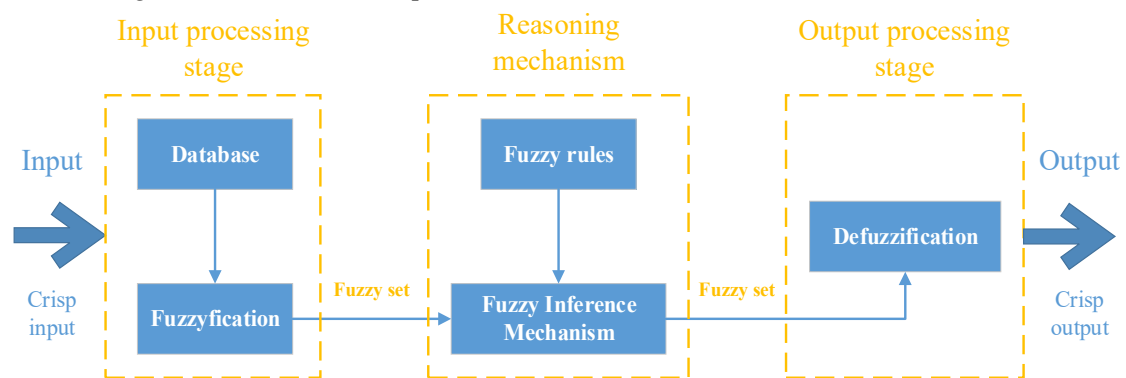 Input processing
stage
Reasoning
mechanism
Output processing
stage
Input
Crisp
input
Database
Fuzzyfication
Fuzzy set
Fuzzy rules
Fuzzy Inference
Mechanism
Fuzzy set
Defuzzification
Output
Crisp
output